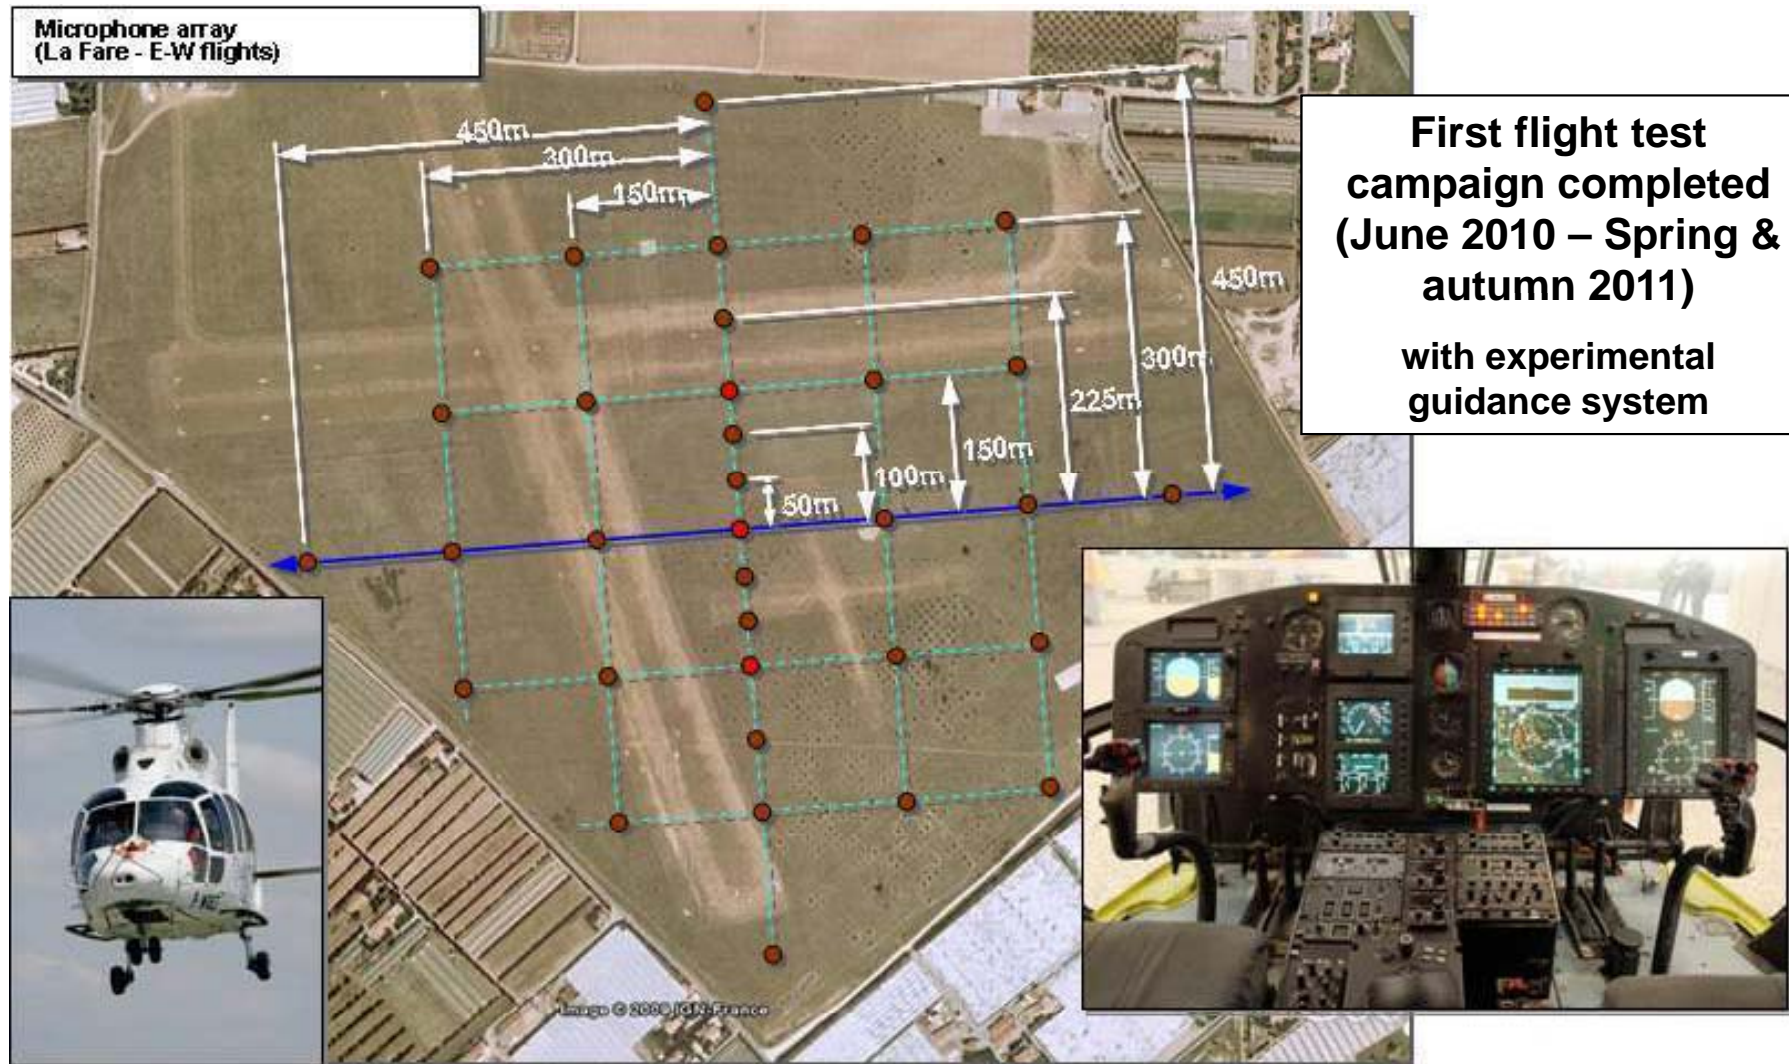 Microphone array
(La Fare - E-W flights)
450m
300m
150m
450m
300m
225m
150m
100m
50m
First flight test
campaign completed
(June 2010 – Spring &
autumn 2011)
with experimental
guidance system
Image © 2009 IGN-France